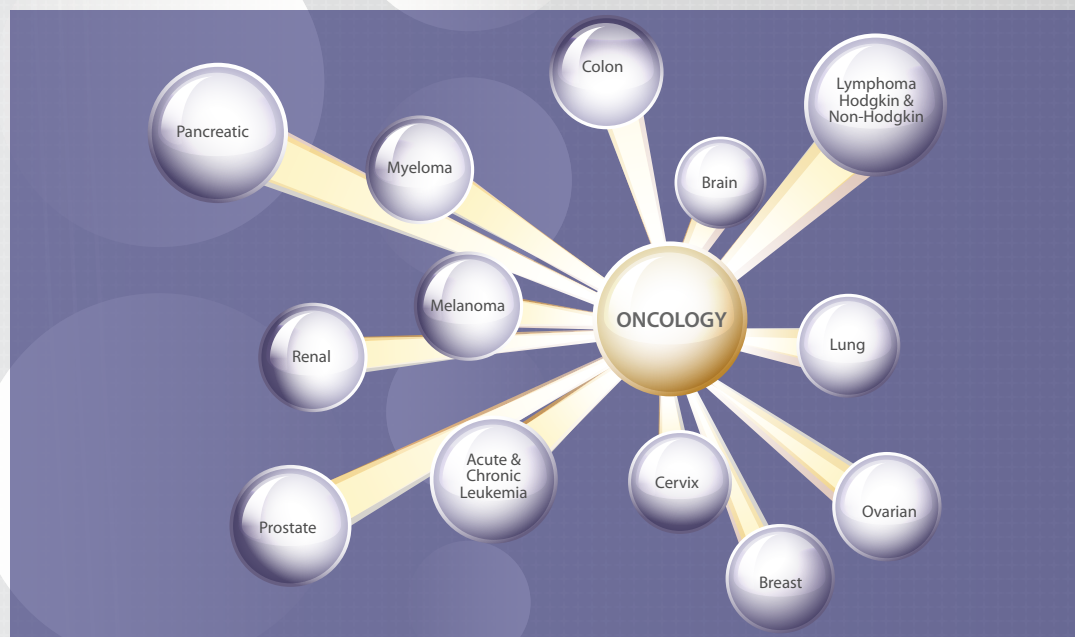 Colon
Lymphoma
Hodgkin &
Non-Hodgkin
Pancreatic
Myeloma
Brain
Melanoma
ONCOLOGY
Renal
Lung
Acute &
Chronic
Leukemia
Cervix
Ovarian
Prostate
Breast